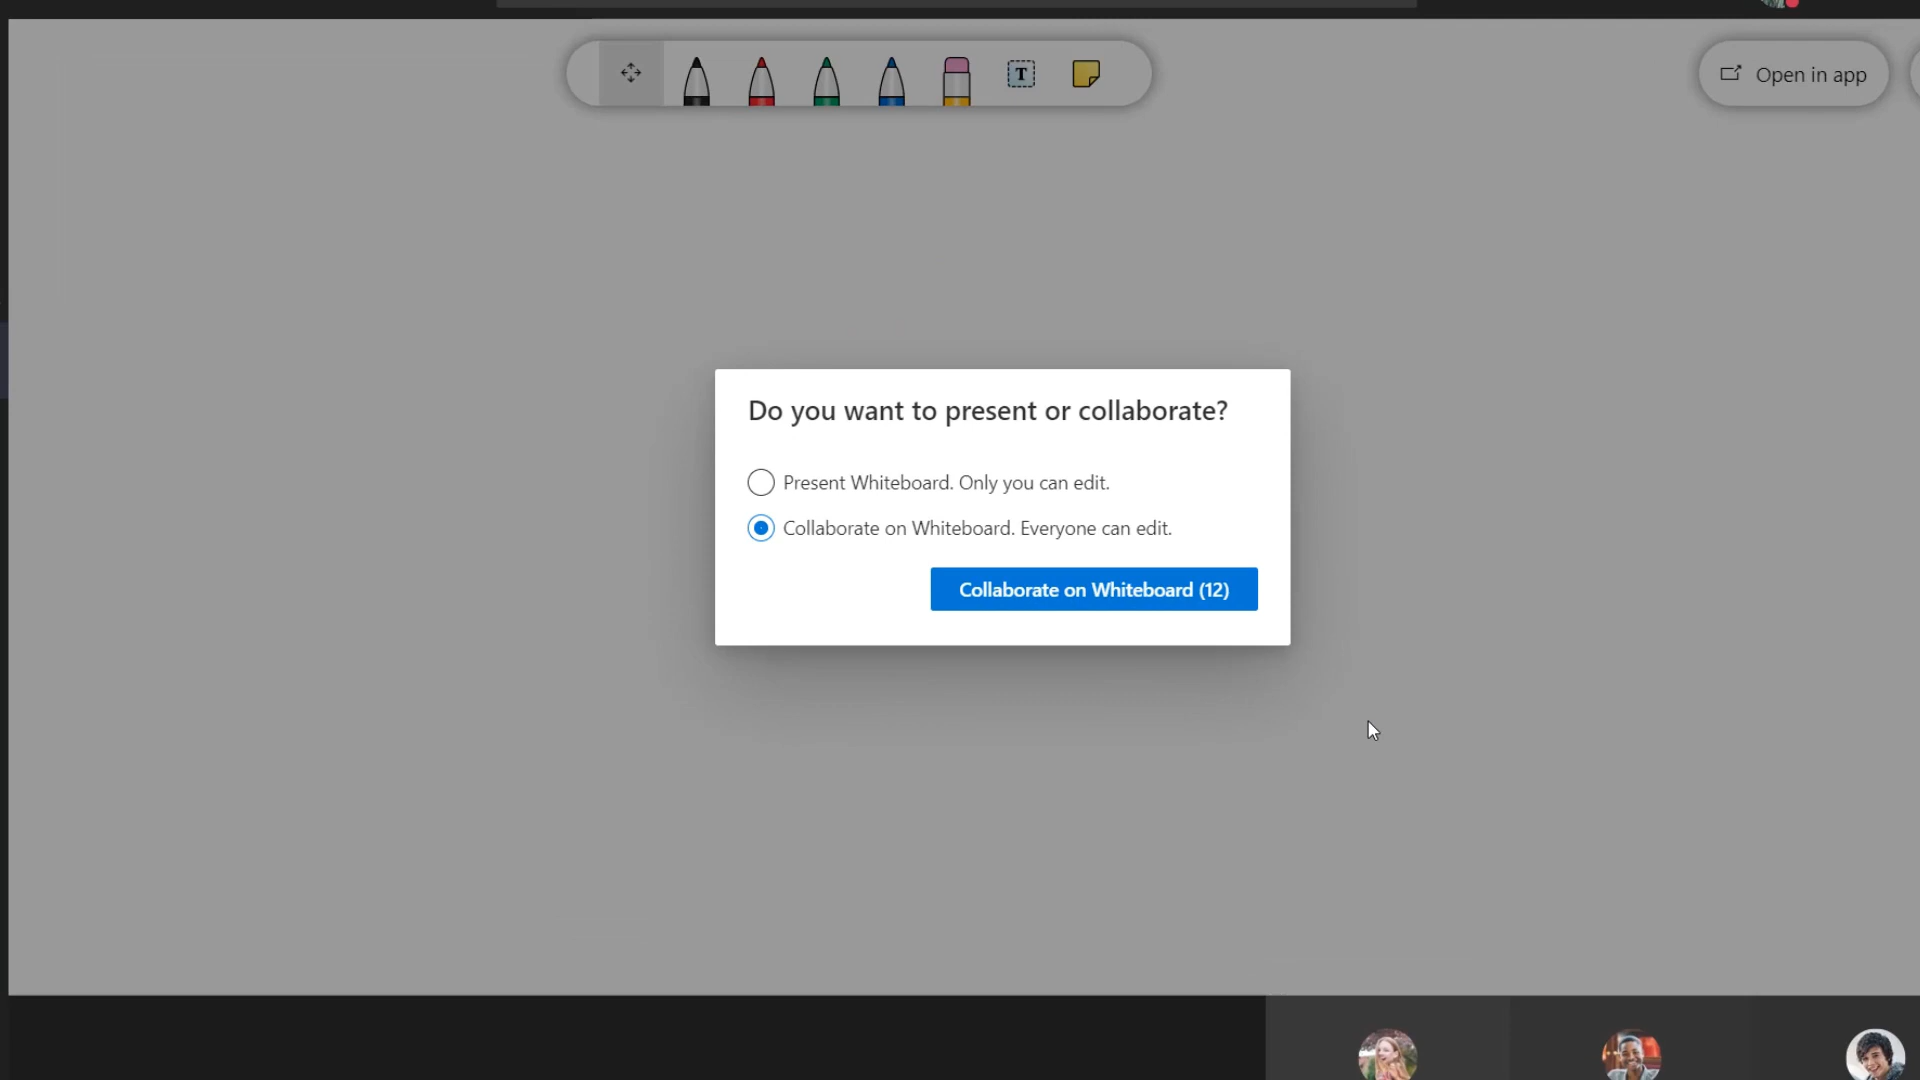 T
Open in app
Do you want to present or collaborate?
Present Whiteboard. Only you can edit.
Collaborate on Whiteboard. Everyone can edit.
Collaborate on Whiteboard (12)